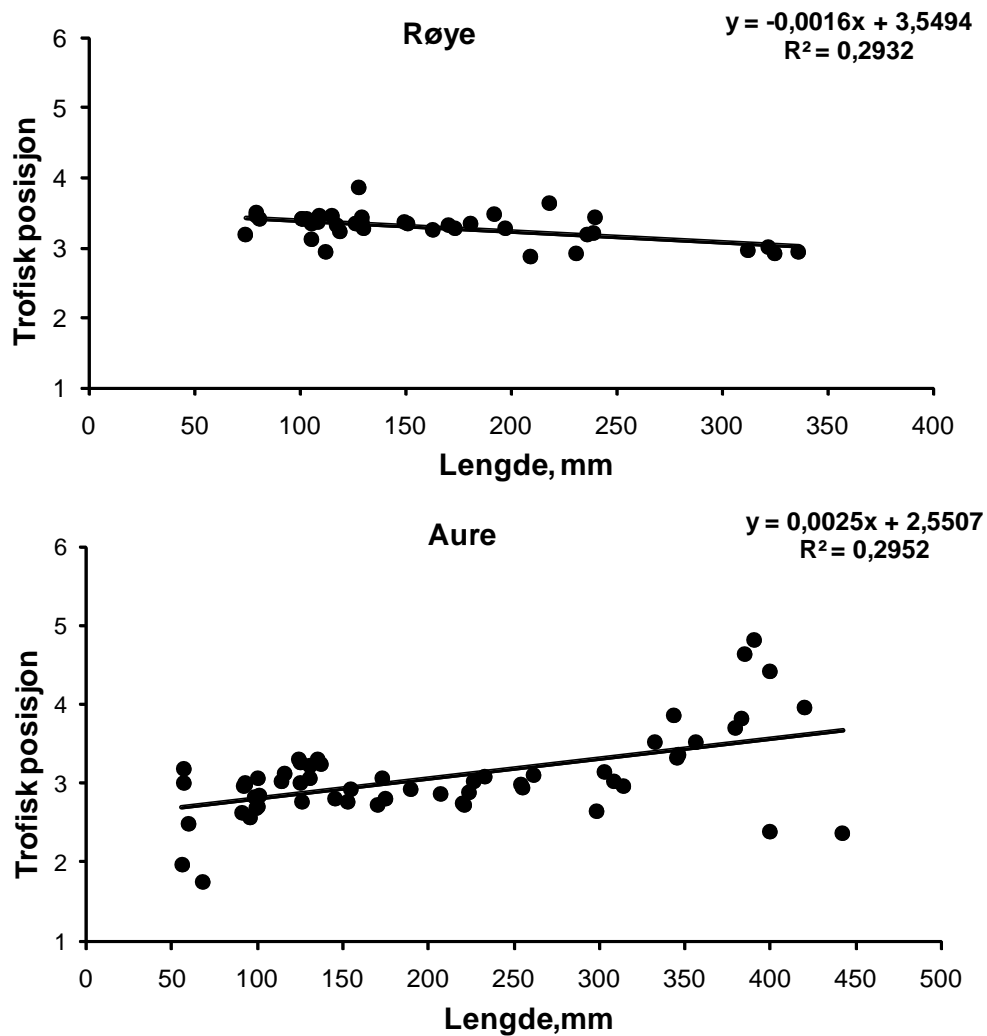 Røye
y = -0,0016x + 3,5494
R² = 0,2932
Trofisk posisjon
6
5
4
3
2
1
0 50 100 150 200 250 300 350 400
Lengde, mm
Aure
y = 0,0025x + 2,5507
R² = 0,2952
Trofisk posisjon
6
5
4
3
2
1
0 50 100 150 200 250 300 350 400 450 500
Lengde,mm